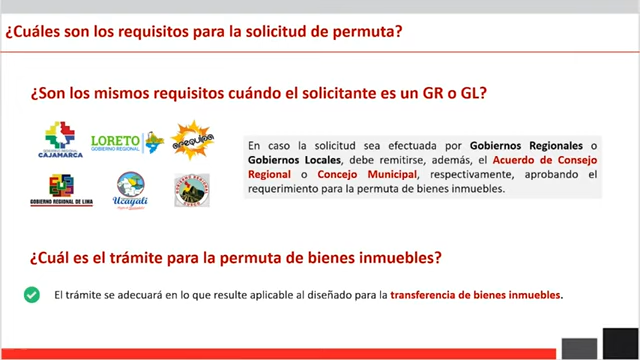 ¿Cuáles son los requisitos para la solicitud de permuta?
¿Son los mismos requisitos cuándo el solicitante es un GR o GL?
CAJAMARCA
LORETO
GOBIERNO REGIONAL
arequipa
GOBIERNO REGIONAL DE LIMA
Ucayali
En caso la solicitud sea efectuada por Gobiernos Regionales o
Gobiernos Locales, debe remitirse, además, el Acuerdo de Consejo
Regional o Concejo Municipal, respectivamente, aprobando el
requerimiento para la permuta de bienes inmuebles.
¿Cuál es el trámite para la permuta de bienes inmuebles?
El trámite se adecuará en lo que resulte aplicable al diseñado para la transferencia de bienes inmuebles.